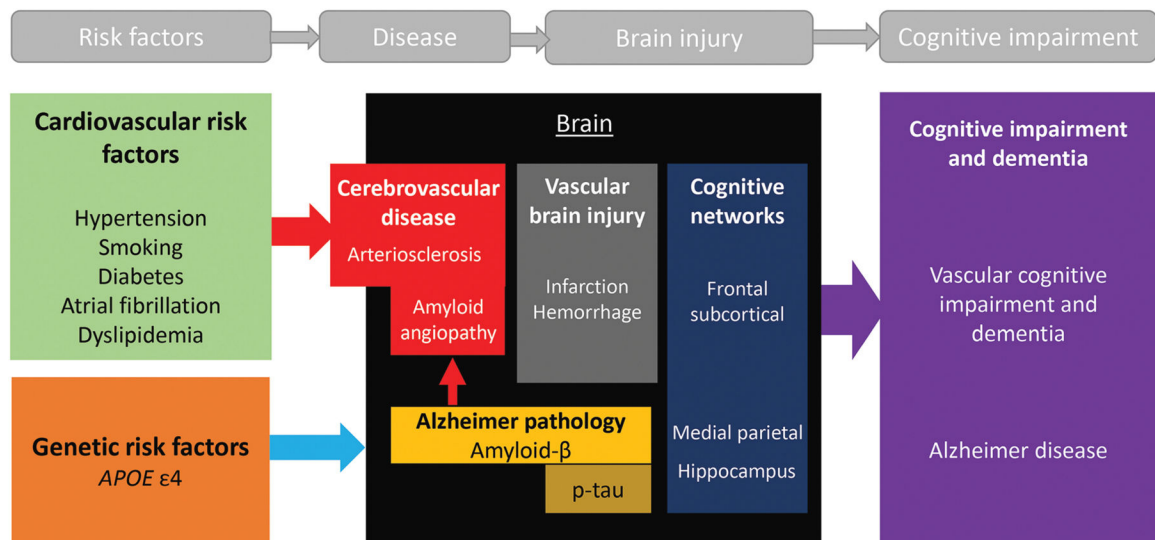 Risk factors
Disease
Brain injury
Cognitive impairment
Cardiovascular risk
factors
Hypertension
Smoking
Diabetes
Atrial fibrillation
Dyslipidemia
Genetic risk factors
APOE ε4
Brain
Cerebrovascular
disease
Arteriosclerosis
Amyloid
angiopathy
Vascular
brain injury
Infarction
Hemorrhage
Alzheimer pathology
Amyloid-β
p-tau
Cognitive
networks
Frontal
subcortical
Medial parietal
Hippocampus
Cognitive impairment
and dementia
Vascular cognitive
impairment and
dementia
Alzheimer disease